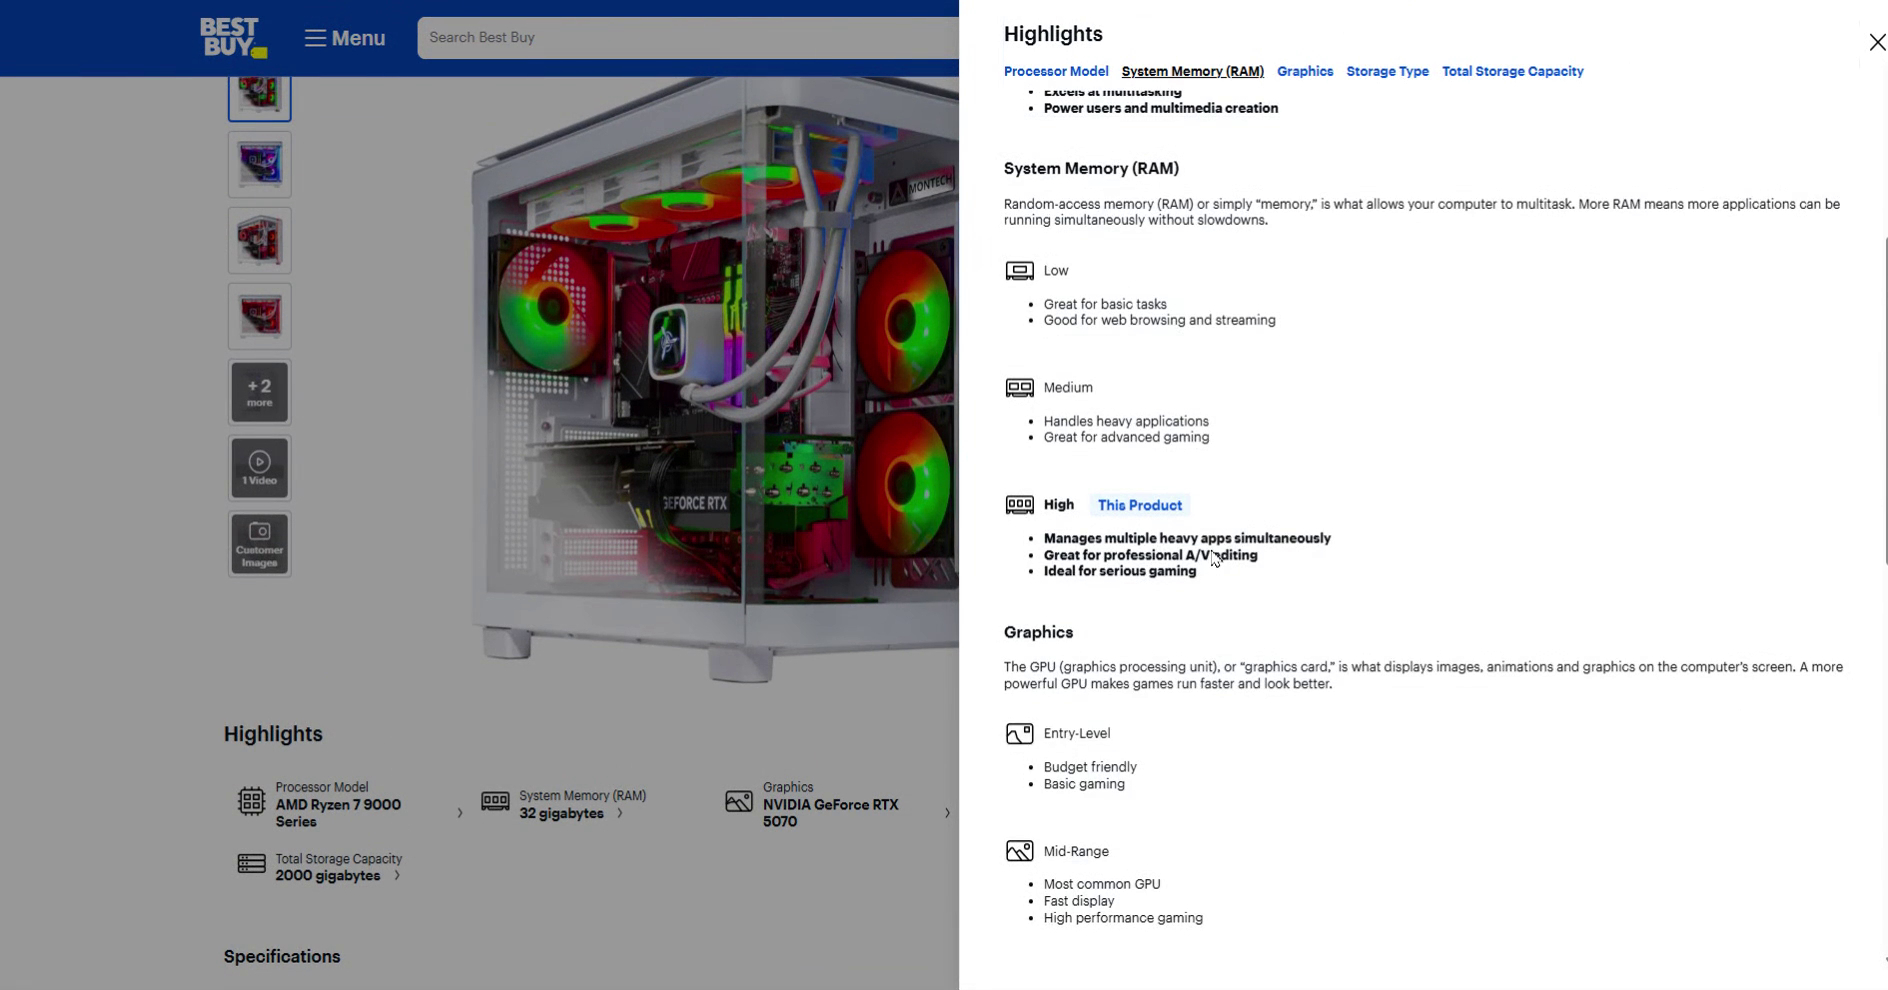 BEST
BUY
Menu
Search Best Buy
+2
more
1 Video
Customer
Images
MONTECH
GEFORCE RTX
Highlights
Processor Model
AMD Ryzen 7 9000
Series
System Memory (RAM)
32 gigabytes
Graphics
NVIDIA GeForce RTX
5070
Total Storage Capacity
2000 gigabytes
Specifications
Highlights
Processor Model System Memory (RAM) Graphics Storage Type Total Storage Capacity
Excels at multitasking
Power users and multimedia creation
System Memory (RAM)
Random-access memory (RAM) or simply “memory,” is what allows your computer to multitask. More RAM means more applications can be
running simultaneously without slowdowns.
Low
Great for basic tasks
Good for web browsing and streaming
Medium
Handles heavy applications
Great for advanced gaming
High This Product
Manages multiple heavy apps simultaneously
Great for professional A/V editing
Ideal for serious gaming
Graphics
The GPU (graphics processing unit), or “graphics card,” is what displays images, animations and graphics on the computer’s screen. A more
powerful GPU makes games run faster and look better.
Entry-Level
Budget friendly
Basic gaming
Mid-Range
Most common GPU
Fast display
High performance gaming